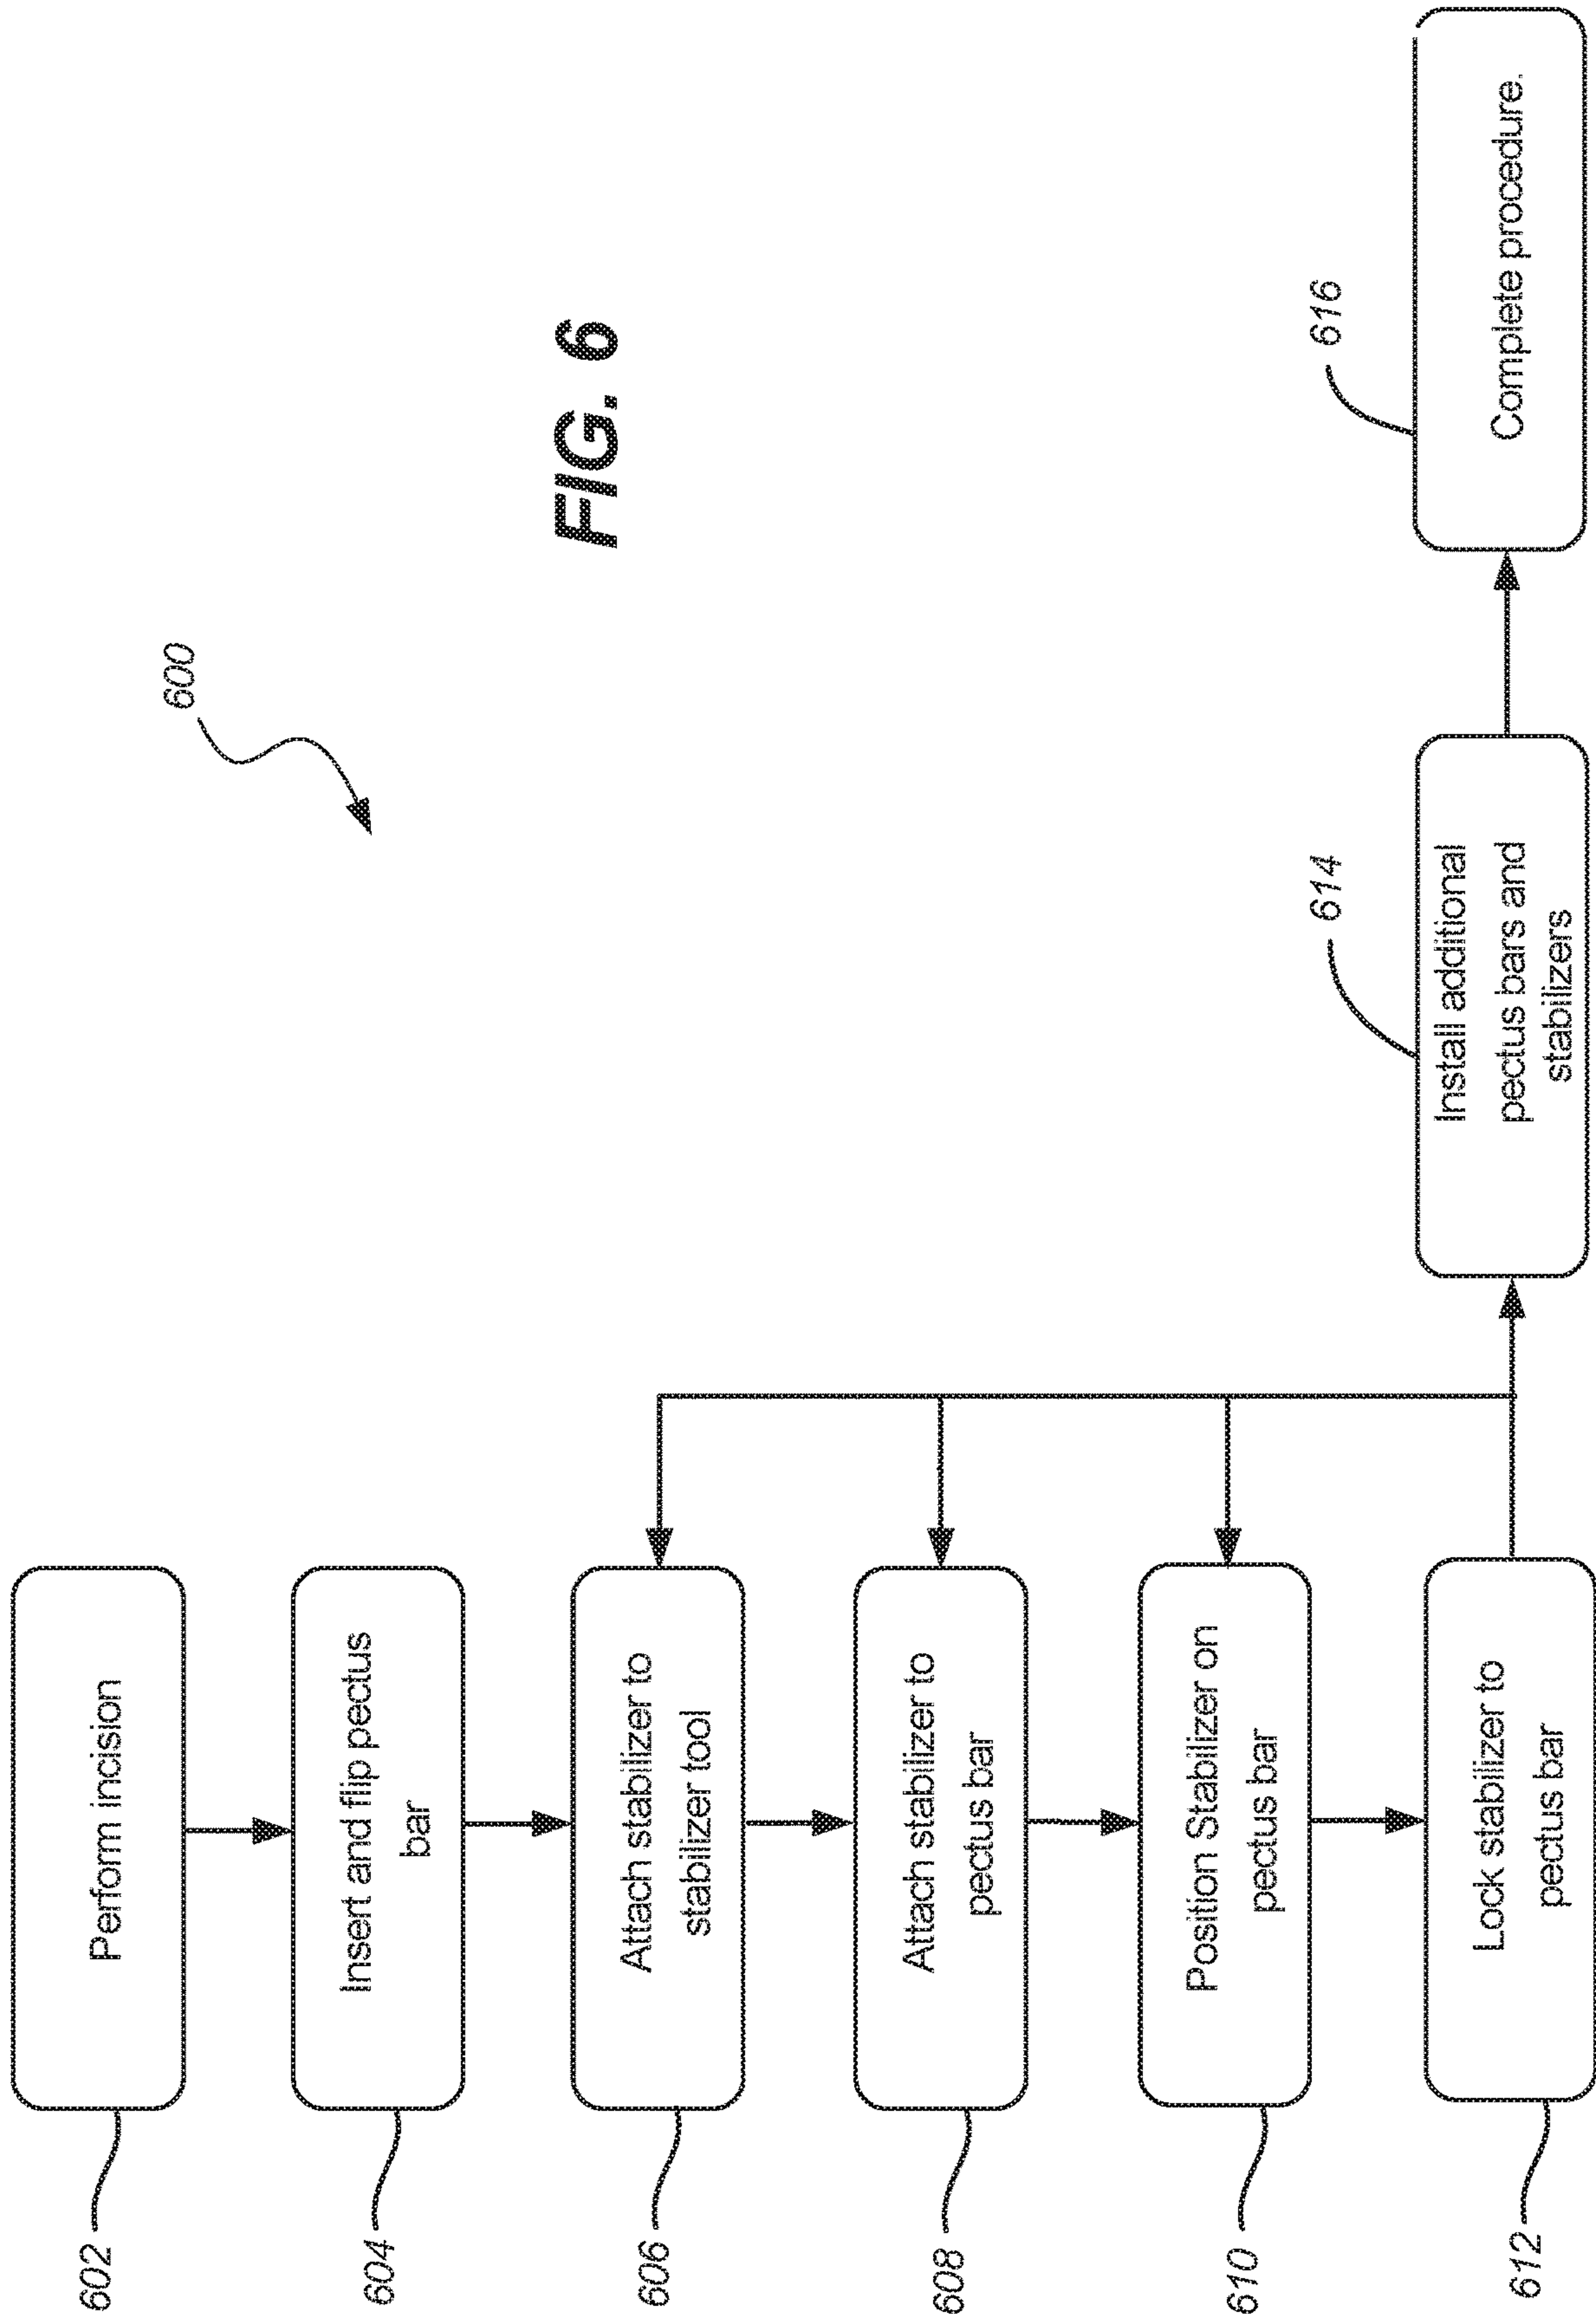 600
FIG. 6
602
Perform incision
604
Insert and flip pectus
bar
606
Attach stabilizer to
stabilizer tool
608
Attach stabilizer to
pectus bar
610
Position Stabilizer on
pectus bar
612
Lock stabilizer to
pectus bar
614
Install additional
pectus bars and
stabilizers
616
Complete procedure.